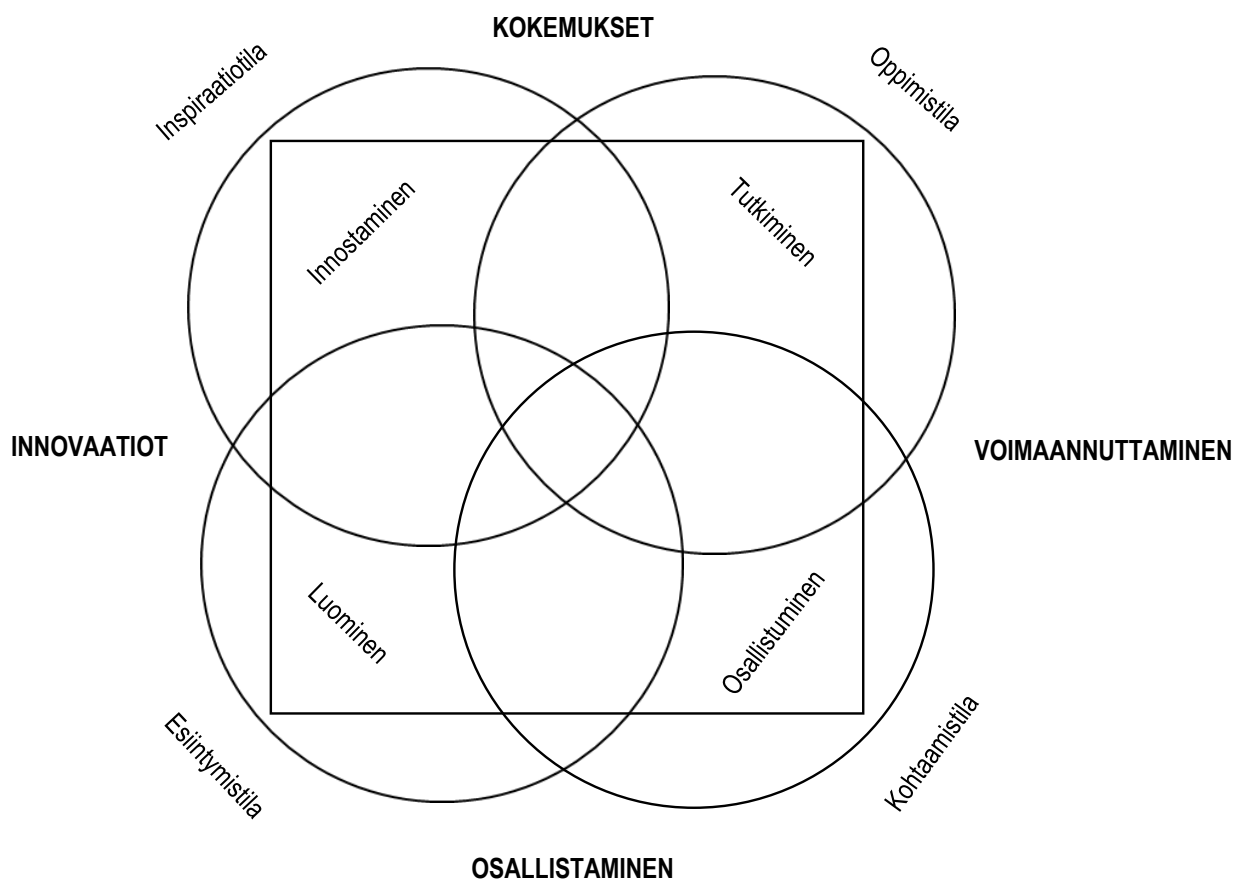 KOKEMUKSET
Inspiraatiotila
Oppimistila
Innostaminen
Tutkiminen
INNOVAATIOT
VOIMAANNUTTAMINEN
Luominen
Osallistuminen
Esiintymistila
Kohtaamistila
OSALLISTAMINEN